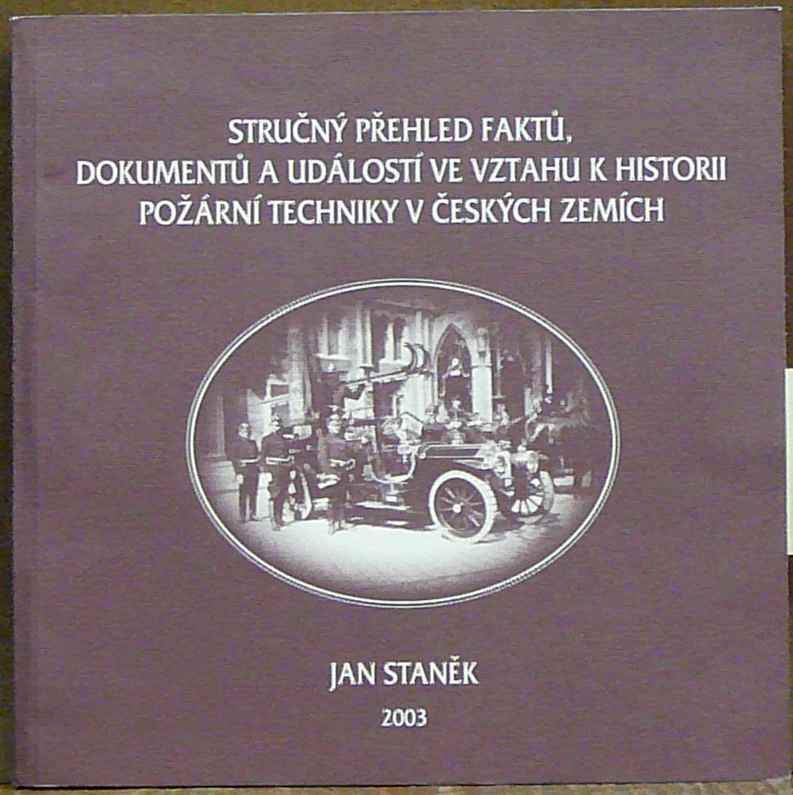 STRUČNÝ PŘEHLED FAKTŮ,
DOKUMENTŮ A UDÁLOSTÍ VE VZTAHU K HISTORII
POŽÁRNÍ TECHNIKY V ČESKÝCH ZEMÍCH
JAN STANĚK
2003